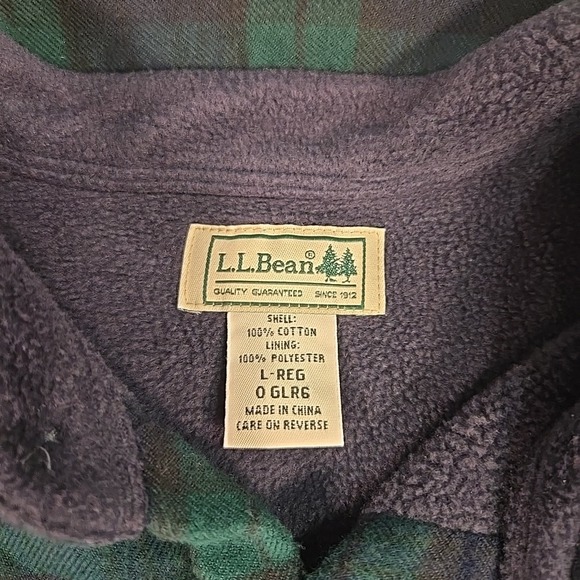 L.L.Bean®
QUALITY GUARANTEED SINCE 1912
SHELL:
100% COTTON
LINING:
100% POLYESTER
L-REG
0 GLR6
MADE IN CHINA
CARE ON REVERSE